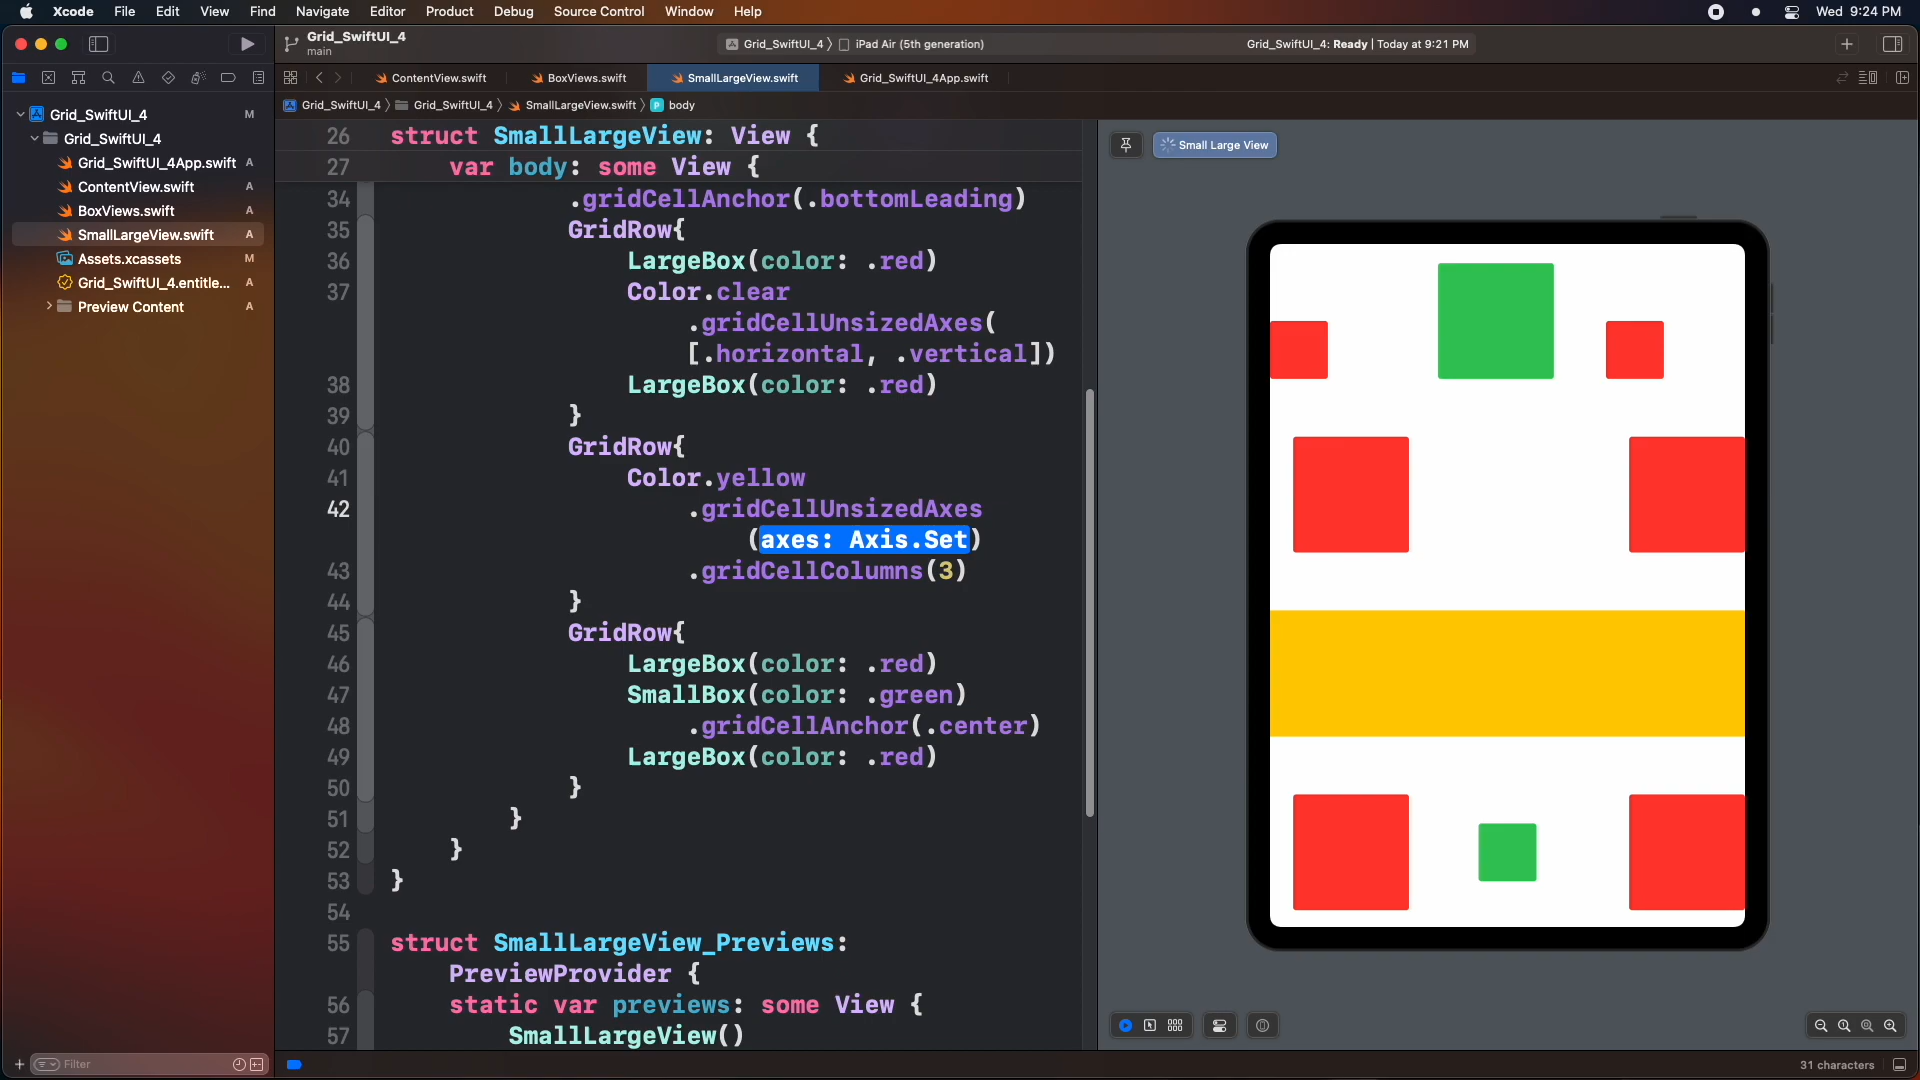 Xcode File Edit View Find Navigate Editor Product Debug Source Control Window Help
Wed 9:24 PM
Grid_SwiftUI_4
main
Grid_SwiftUI_4 iPad Air (5th generation)
Grid_SwiftUI_4: Ready | Today at 9:21 PM
ContentView.swift BoxViews.swift SmallLargeView.swift Grid_SwiftUI_4App.swift
Grid_SwiftUI_4 Grid_SwiftUI_4 SmallLargeView.swift P body
Grid_SwiftUI_4 M
Grid_SwiftUI_4
Grid_SwiftUI_4App.swift A
ContentView.swift A
BoxViews.swift A
SmallLargeView.swift A
Assets.xcassets M
Grid_SwiftUI_4.entitle... A
Preview Content A
Filter
26 struct SmallLargeView: View {
27 var body: some View {
34 .gridCellAnchor(.bottomLeading)
35 GridRow{
36 LargeBox(color: .red)
37 Color.clear
.gridCellUnsizedAxes(
[.horizontal, .vertical])
38 LargeBox(color: .red)
39 }
40 GridRow{
41 Color.yellow
42 .gridCellUnsizedAxes
(axes: Axis.Set)
43 .gridCellColumns(3)
44 }
45 GridRow{
46 LargeBox(color: .red)
47 SmallBox(color: .green)
48 .gridCellAnchor(.center)
49 LargeBox(color: .red)
50 }
51 }
52 }
53 }
54
55 struct SmallLargeView_Previews:
PreviewProvider {
56 static var previews: some View {
57 SmallLargeView()
Small Large View
31 characters